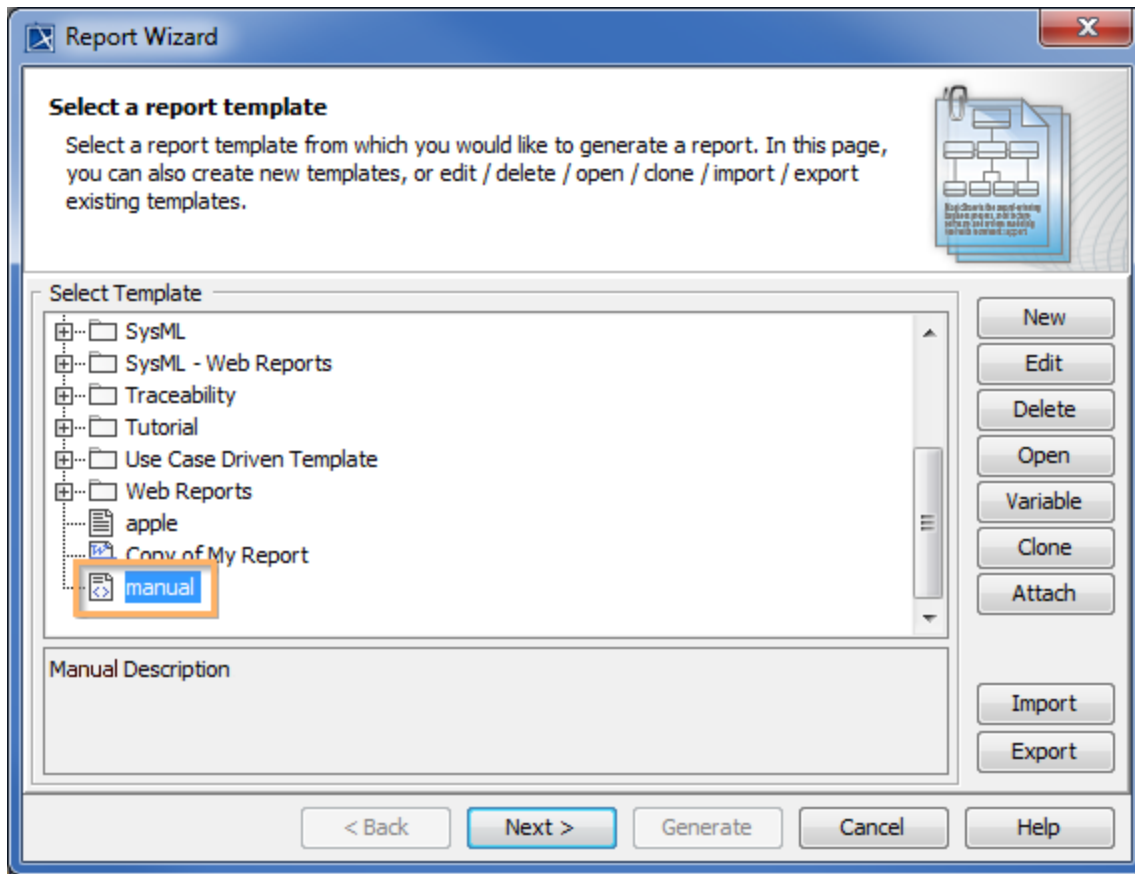 Report Wizard
Select a report template
Select a report template from which you would like to generate a report. In this page,
you can also create new templates, or edit / delete / open / clone / import / export
existing templates.
Select Template
SysML
SysML - Web Reports
Traceability
Tutorial
Use Case Driven Template
Web Reports
apple
Copy of My Report
manual
Manual Description
New
Edit
Delete
Open
Variable
Clone
Attach
Import
Export
< Back
Next >
Generate
Cancel
Help